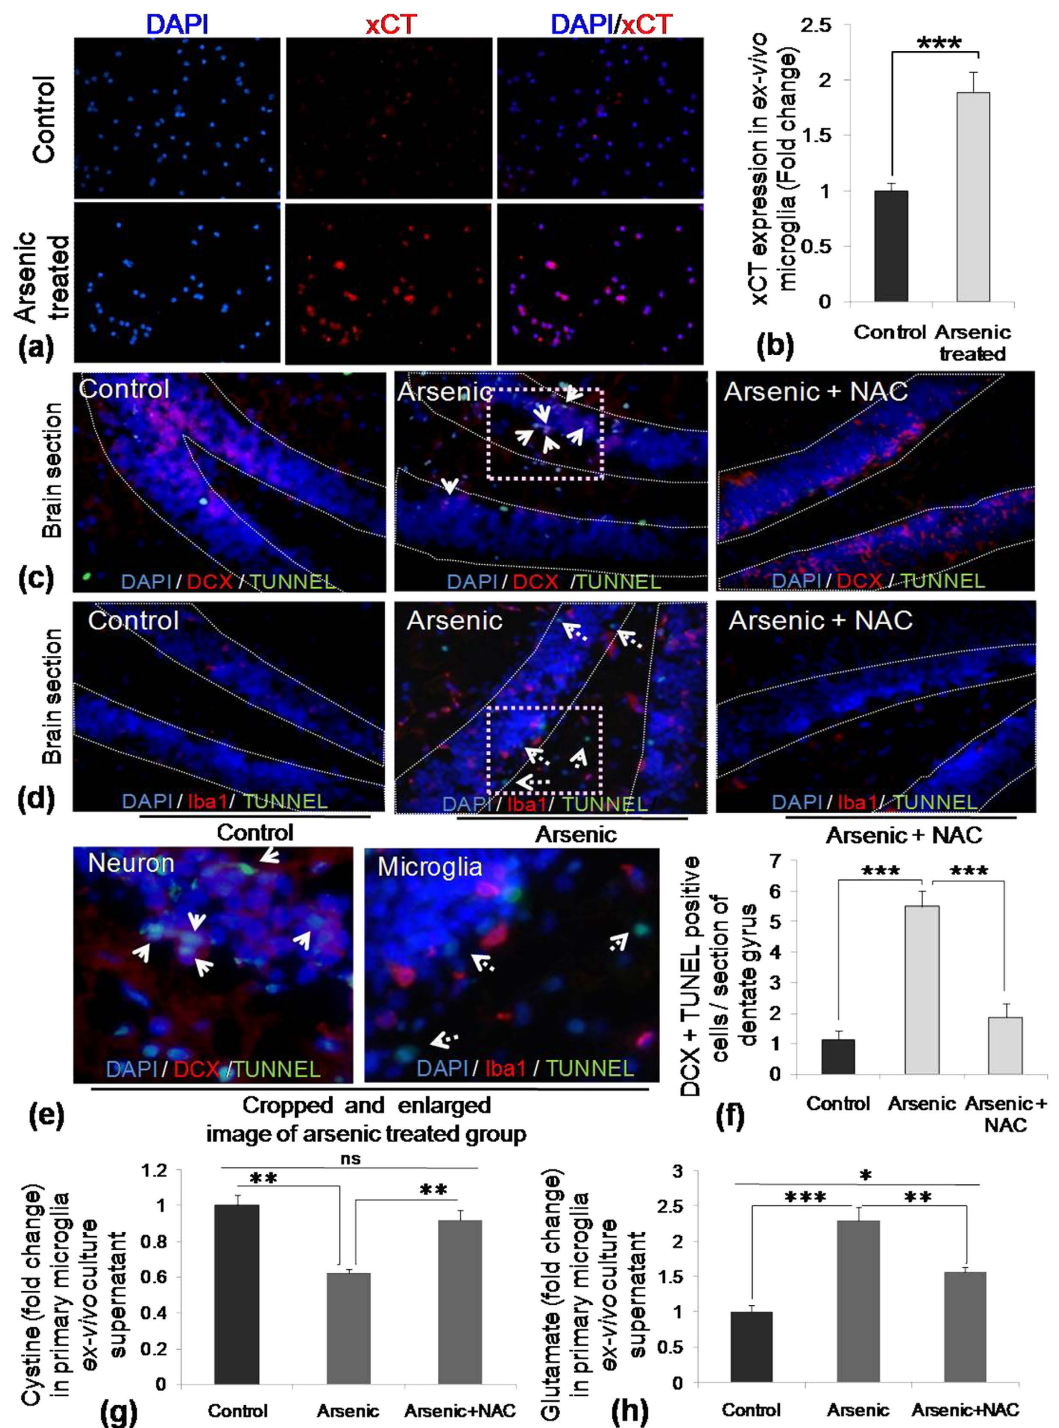 DAPI
xCT
DAPI/xCT
Control
Arsenic
treated
(a)
xCT expression in ex-vivo
microglia (Fold change)
2.5
2
1.5
1
0.5
0
***
Control
Arsenic
treated
(b)
Brain section
Control
DAPI / DCX / TUNNEL
Arsenic
DAPI / DCX /TUNNEL
Arsenic + NAC
DAPI / DCX / TUNNEL
(c)
Brain section
Control
DAPI / Iba1/ TUNNEL
Arsenic
DAPI / Iba1/ TUNNEL
Arsenic + NAC
DAPI / Iba1/ TUNNEL
(d)
Control
Arsenic
Arsenic + NAC
Neuron
DAPI / DCX /TUNNEL
Microglia
DAPI / Iba1 / TUNNEL
(e)
Cropped and enlarged
image of arsenic treated group
DCX + TUNEL positive
cells / section of
dentate gyrus
7
6
5
4
3
2
1
0
***
***
Control
Arsenic
Arsenic +
NAC
(f)
Cystine (fold change)
in primary microglia
ex-vivo culture
supernatant
1.2
1
0.8
0.6
0.4
0.2
0
ns
**
**
Control
Arsenic
Arsenic+NAC
(g)
Glutamate (fold change)
in primary microglia
ex-vivo culture
supernatant
3
2.5
2
1.5
1
0.5
0
*
***
**
Control
Arsenic
Arsenic+NAC
(h)